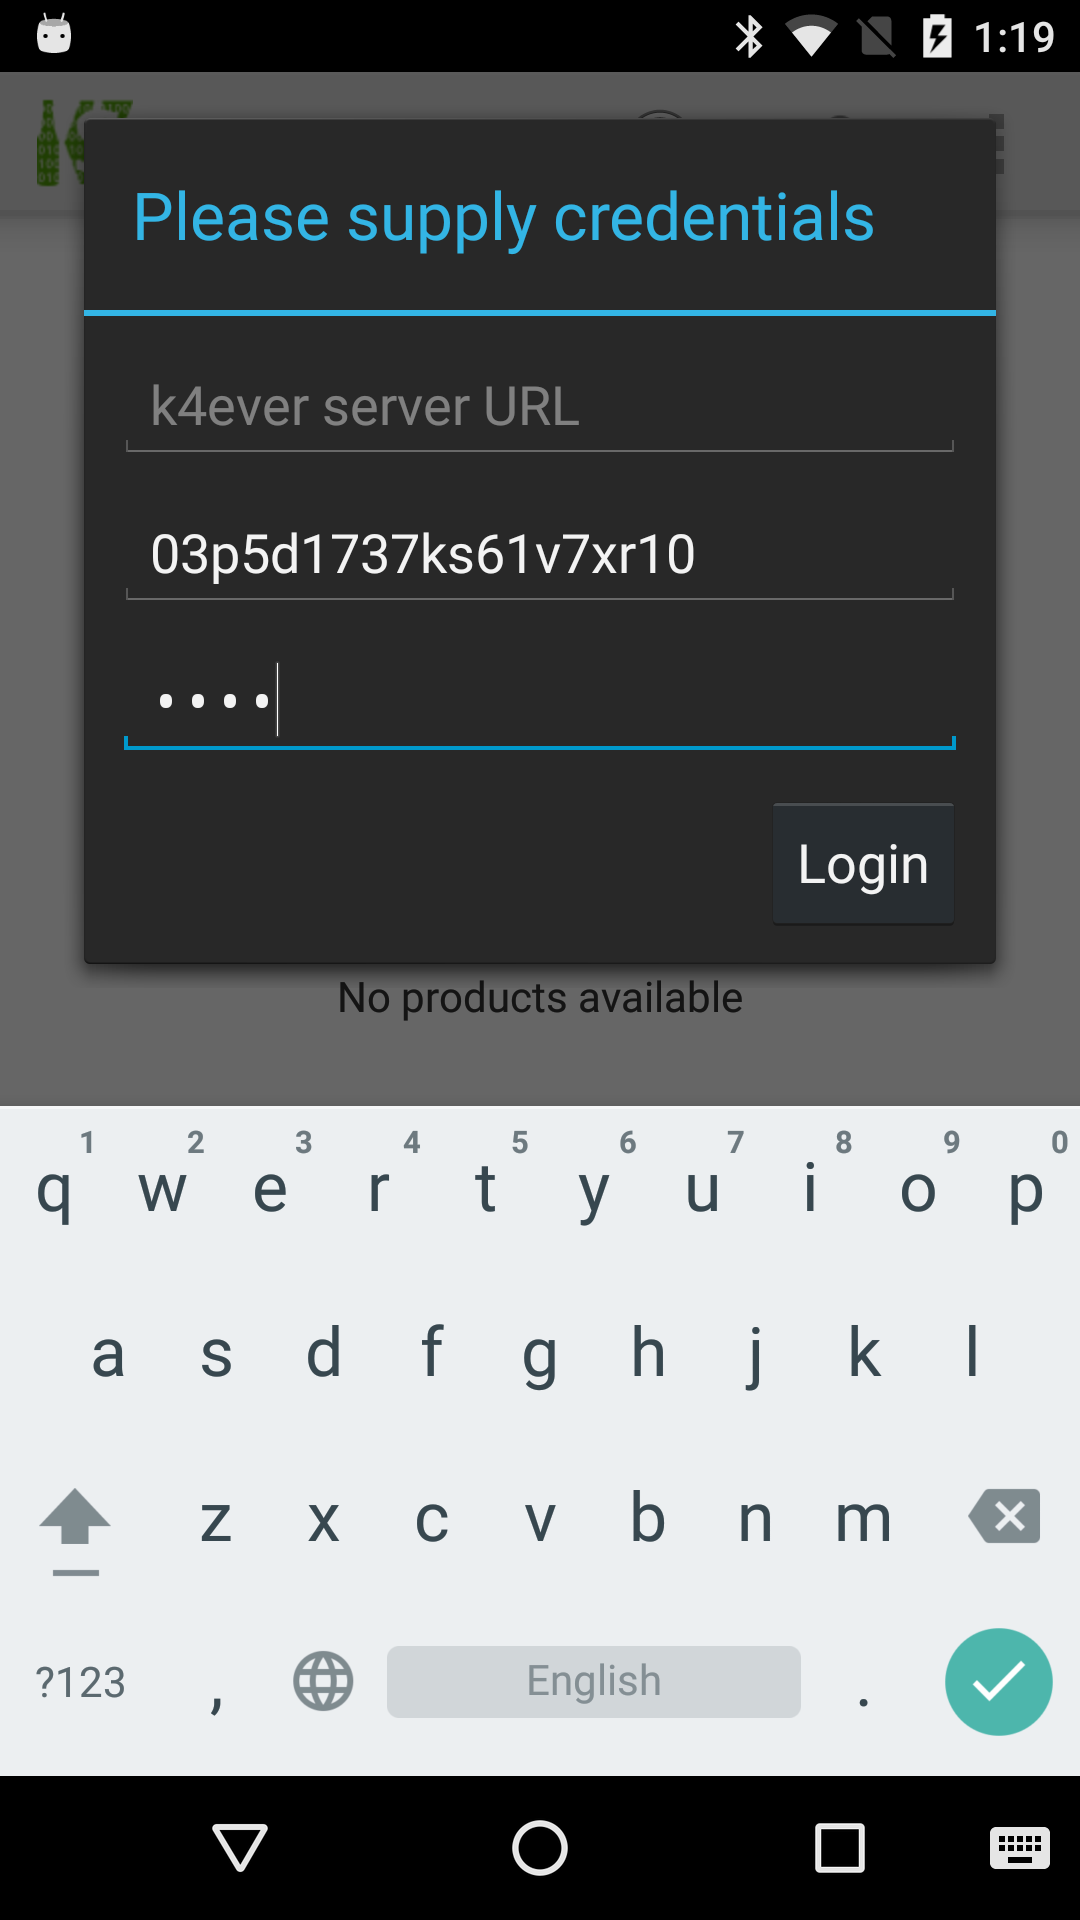 1:19
Please supply credentials
k4ever server URL
03p5d1737ks61v7xr10
••••
Login
No products available
1 2 3 4 5 6 7 8 9 0
q w e r t y u i o p
a s d f g h j k l
z x c v b n m
?123 , English .